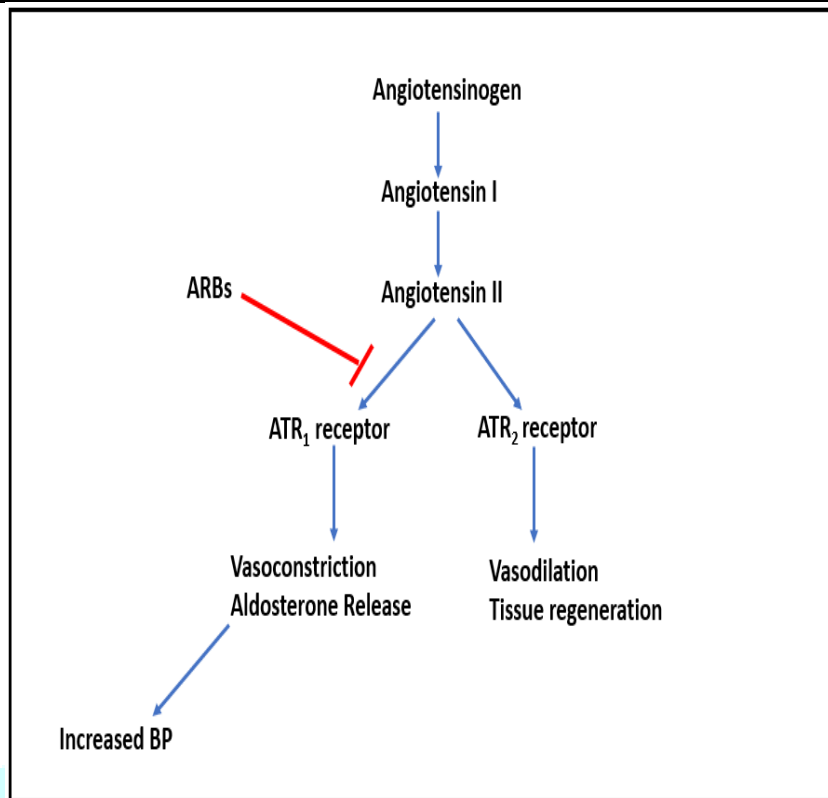 Angiotensinogen
Angiotensin I
ARBs
Angiotensin II
ATR₁ receptor
ATR₂ receptor
Vasoconstriction
Aldosterone Release
Vasodilation
Tissue regeneration
Increased BP